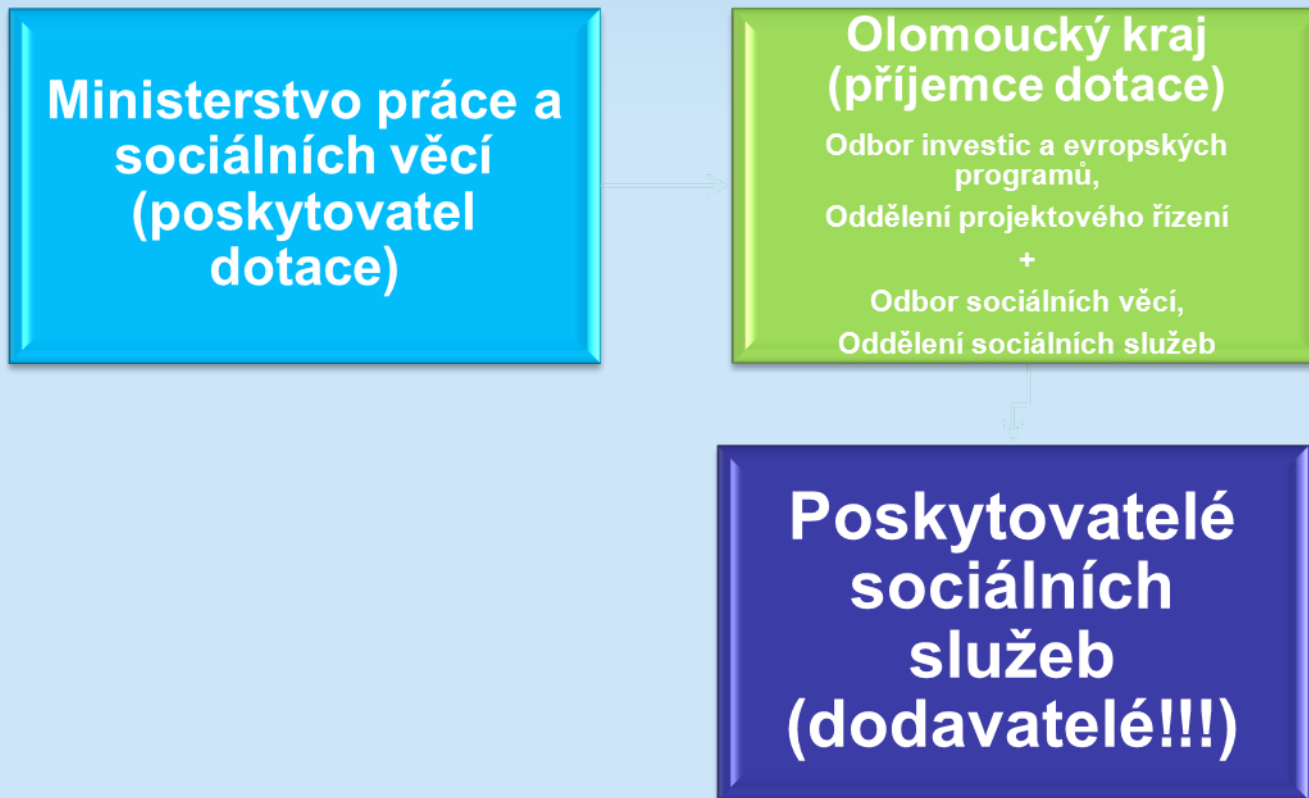 Ministerstvo práce a
sociálních věcí
(poskytovatel
dotace)
Olomoucký kraj
(příjemce dotace)
Odbor investic a evropských
programů,
Oddělení projektového řízení
+
Odbor sociálních věcí,
Oddělení sociálních služeb
Poskytovatelé
sociálních
služeb
(dodavatelé!!!)